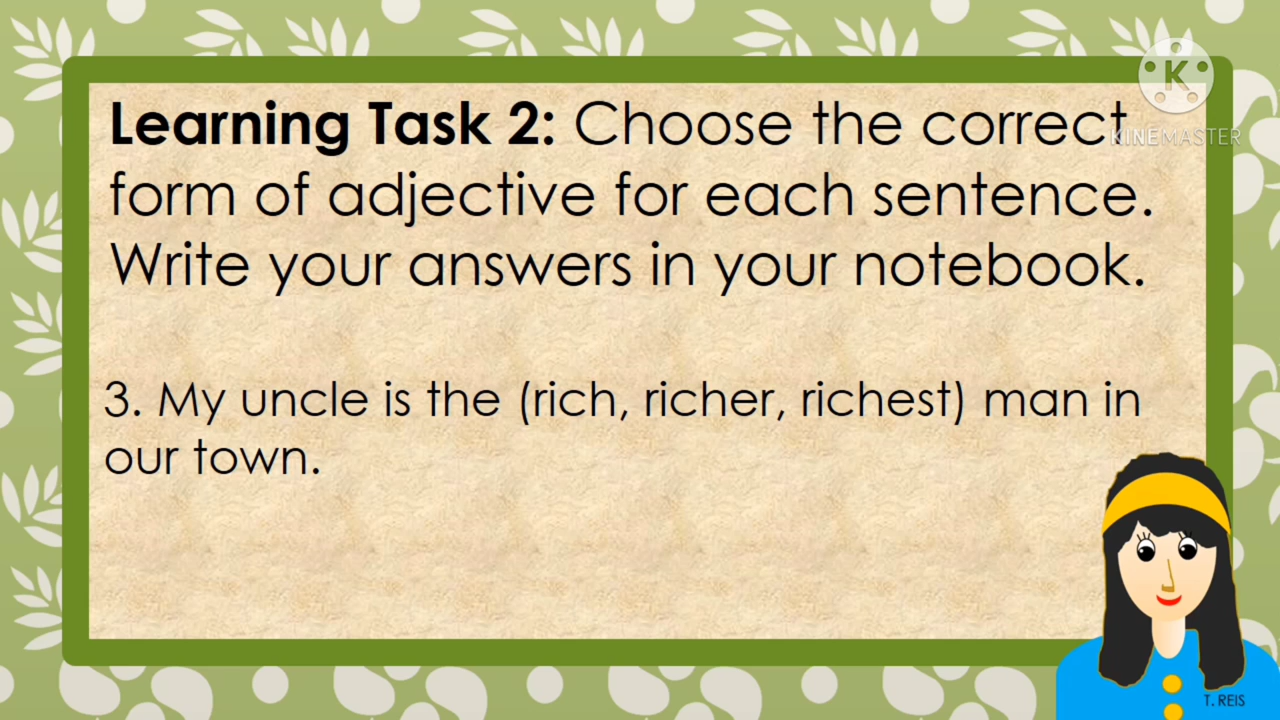 Learning Task 2: Choose the correct
form of adjective for each sentence.
Write your answers in your notebook.
3. My uncle is the (rich, richer, richest) man in
our town.
K
KINEMASTER
T. REIS